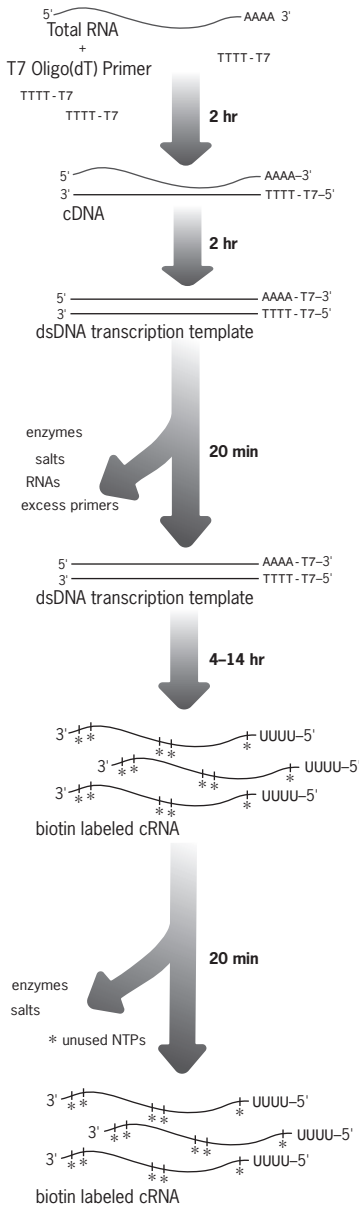 5' AAAA 3'
Total RNA
+
T7 Oligo(dT) Primer
TTTT-T7
TTTT-T7
TTTT-T7
2 hr
5' AAAA–3'
3' TTTT-T7–5'
cDNA
2 hr
5' AAAA-T7–3'
3' TTTT-T7–5'
dsDNA transcription template
enzymes
salts
RNAs
excess primers
20 min
5' AAAA-T7–3'
3' TTTT-T7–5'
dsDNA transcription template
4–14 hr
3' * * * * * UUUU–5'
3' * * * * * UUUU–5'
3' * * * * * UUUU–5'
biotin labeled cRNA
20 min
enzymes
salts
* unused NTPs
3' * * * * * UUUU–5'
3' * * * * * UUUU–5'
3' * * * * * UUUU–5'
biotin labeled cRNA